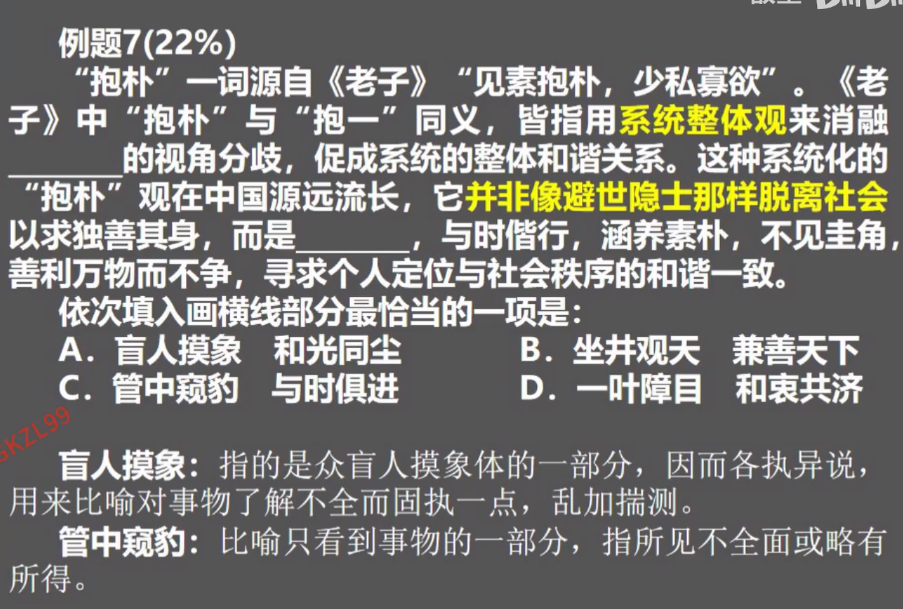 例题7(22%)
“抱朴”一词源自《老子》“见素抱朴，少私寡欲”。《老
子》中“抱朴”与“抱一”同义，皆指用系统整体观来消融
________的视角分歧，促成系统的整体和谐关系。这种系统化的
“抱朴”观在中国源远流长，它并非像避世隐士那样脱离社会
以求独善其身，而是________，与时偕行，涵养素朴，不见圭角，
善利万物而不争，寻求个人定位与社会秩序的和谐一致。
依次填入画横线部分最恰当的一项是：
A．盲人摸象 和光同尘 B．坐井观天 兼善天下
C．管中窥豹 与时俱进 D．一叶障目 和衷共济
GKZL99
盲人摸象：指的是众盲人摸象体的一部分，因而各执异说，
用来比喻对事物了解不全而固执一点，乱加揣测。
管中窥豹：比喻只看到事物的一部分，指所见不全面或略有
所得。